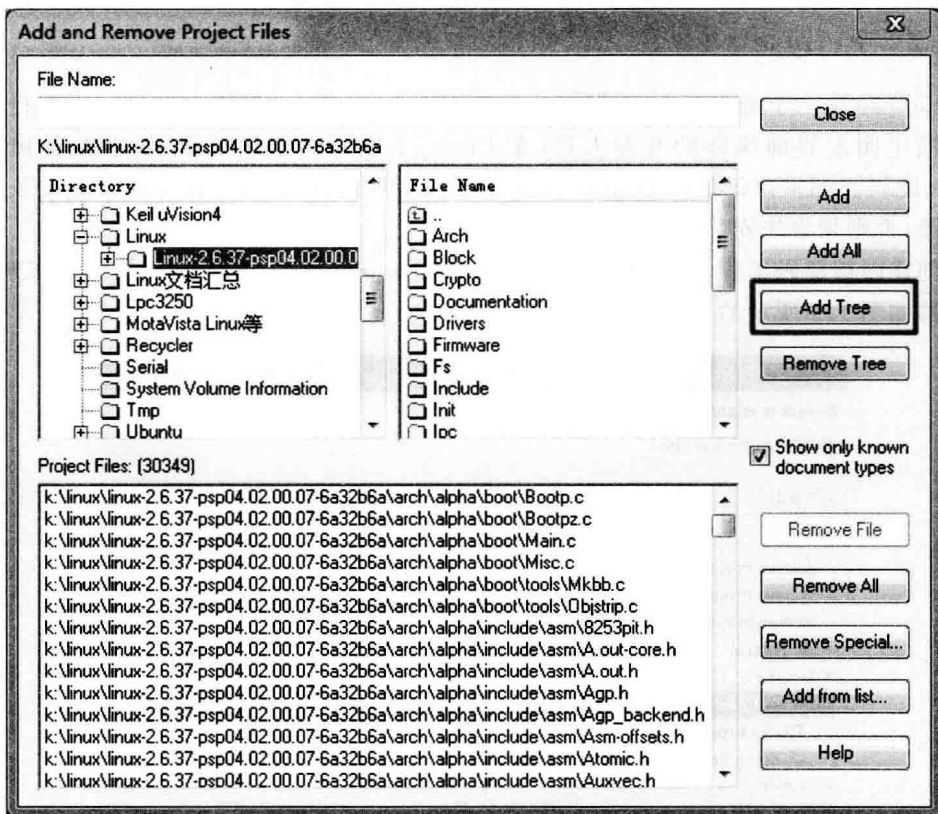 Add and Remove Project Files
File Name:
Close
K:\linux\linux-2.6.37-psp04.02.00.07-6a32b6a
Directory
Keil uVision4
Linux
Linux-2.6.37-psp04.02.00.0
Linux文档汇总
Lpc3250
MotaVista Linux等
Recycler
Serial
System Volume Information
Tmp
Ubuntu
File Name
..
Arch
Block
Crypto
Documentation
Drivers
Firmware
Fs
Include
Init
Ipc
Add
Add All
Add Tree
Remove Tree
Show only known
document types
Project Files: (30349)
k:\linux\linux-2.6.37-psp04.02.00.07-6a32b6a\arch\alpha\boot\Bootp.c
k:\linux\linux-2.6.37-psp04.02.00.07-6a32b6a\arch\alpha\boot\Bootpz.c
k:\linux\linux-2.6.37-psp04.02.00.07-6a32b6a\arch\alpha\boot\Main.c
k:\linux\linux-2.6.37-psp04.02.00.07-6a32b6a\arch\alpha\boot\Misc.c
k:\linux\linux-2.6.37-psp04.02.00.07-6a32b6a\arch\alpha\boot\tools\Mkbb.c
k:\linux\linux-2.6.37-psp04.02.00.07-6a32b6a\arch\alpha\boot\tools\Objstrip.c
k:\linux\linux-2.6.37-psp04.02.00.07-6a32b6a\arch\alpha\include\asm\8253pit.h
k:\linux\linux-2.6.37-psp04.02.00.07-6a32b6a\arch\alpha\include\asm\A.out-core.h
k:\linux\linux-2.6.37-psp04.02.00.07-6a32b6a\arch\alpha\include\asm\A.out.h
k:\linux\linux-2.6.37-psp04.02.00.07-6a32b6a\arch\alpha\include\asm\Agp.h
k:\linux\linux-2.6.37-psp04.02.00.07-6a32b6a\arch\alpha\include\asm\Agp_backend.h
k:\linux\linux-2.6.37-psp04.02.00.07-6a32b6a\arch\alpha\include\asm\Asm-offsets.h
k:\linux\linux-2.6.37-psp04.02.00.07-6a32b6a\arch\alpha\include\asm\Atomic.h
k:\linux\linux-2.6.37-psp04.02.00.07-6a32b6a\arch\alpha\include\asm\Auxvec.h
Remove File
Remove All
Remove Special...
Add from list...
Help